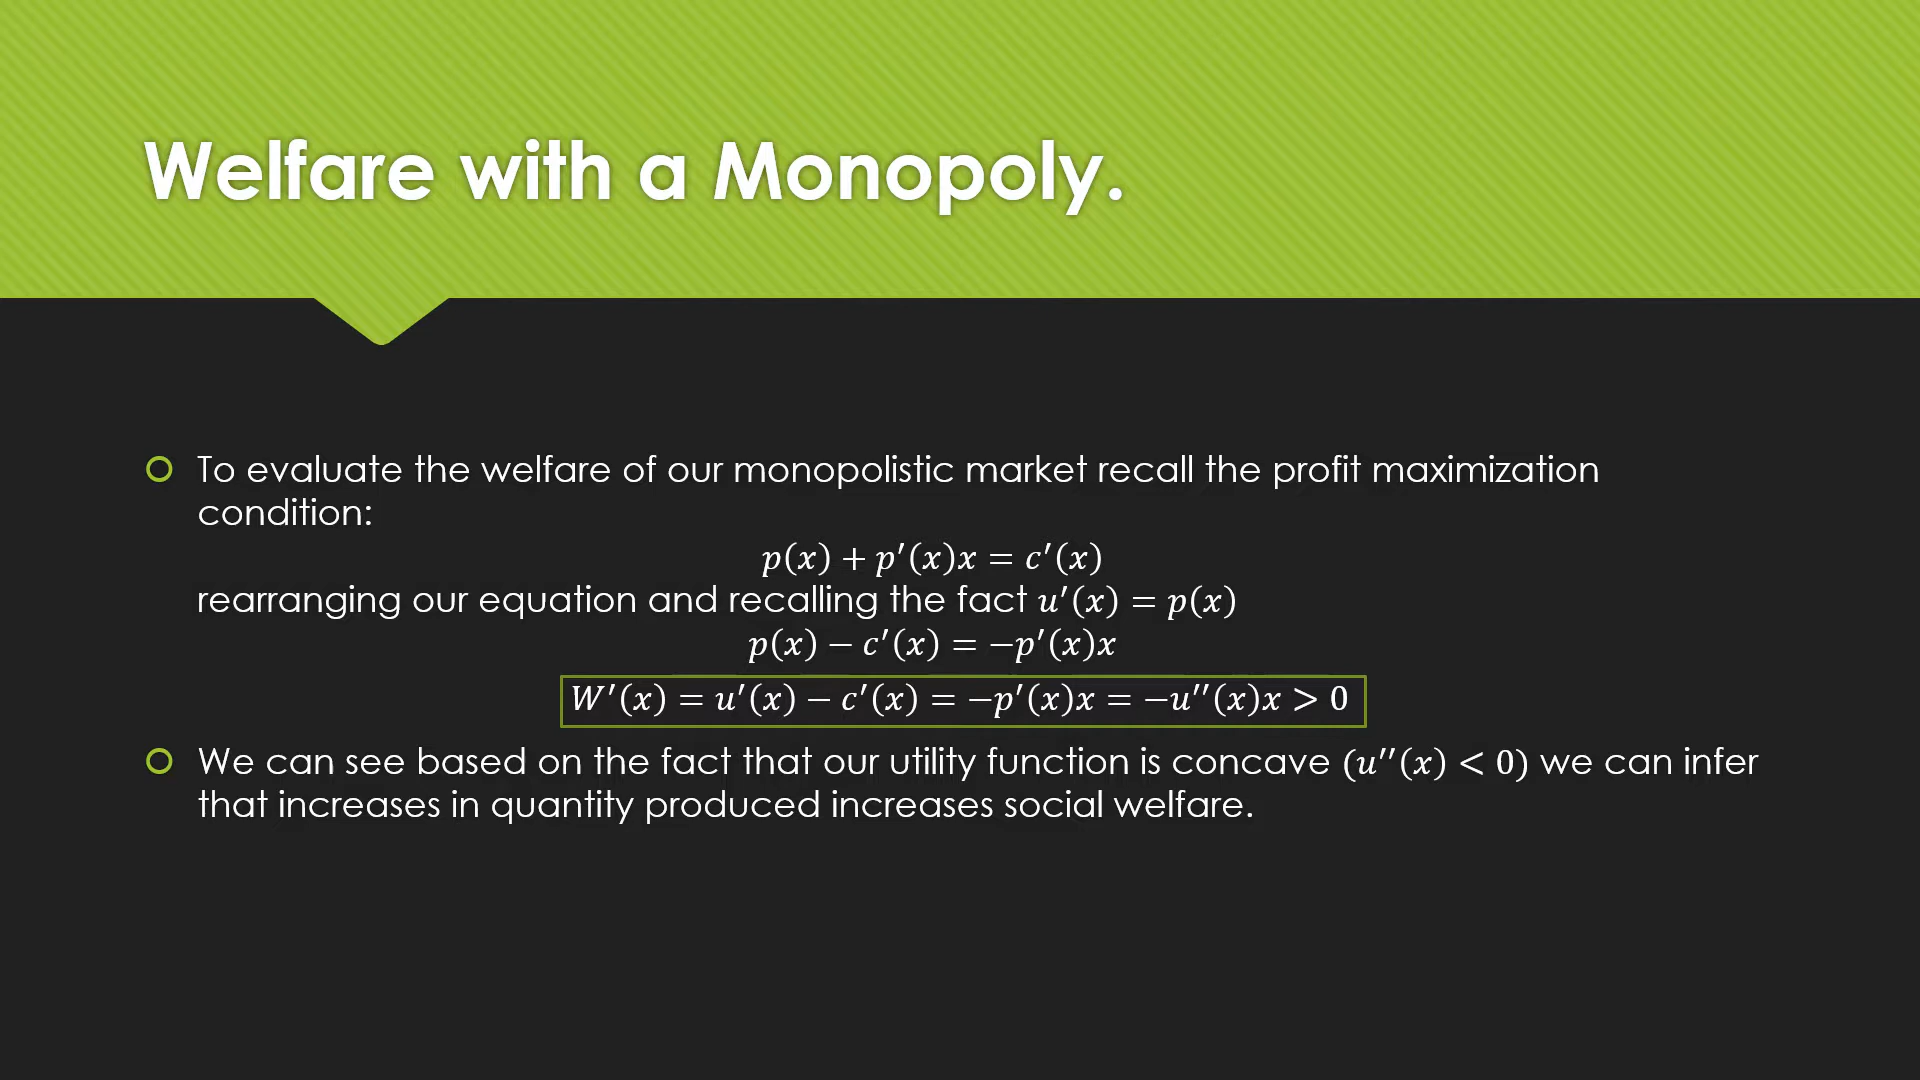 Welfare with a Monopoly.
To evaluate the welfare of our monopolistic market recall the profit maximization
condition:
p(x) + p′(x)x = c′(x)
rearranging our equation and recalling the fact u′(x) = p(x)
p(x) − c′(x) = −p′(x)x
W′(x) = u′(x) − c′(x) = −p′(x)x = −u′′(x)x > 0
We can see based on the fact that our utility function is concave (u′′(x) < 0) we can infer
that increases in quantity produced increases social welfare.